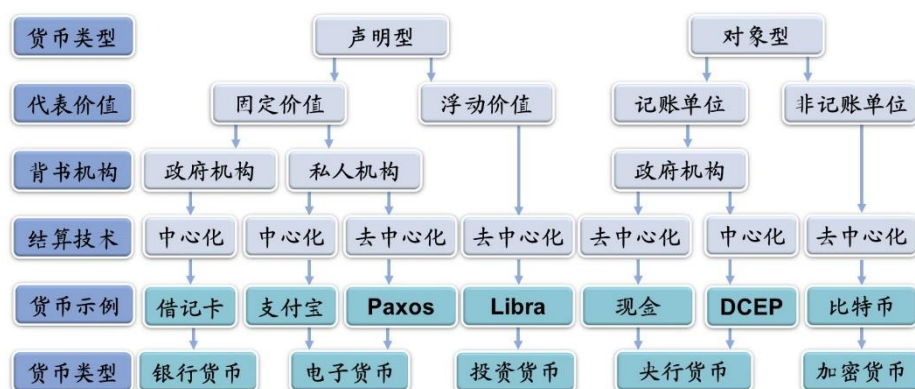 货币类型 声明型 对象型
代表价值 固定价值 浮动价值 记账单位 非记账单位
背书机构 政府机构 私人机构 政府机构
结算技术 中心化 中心化 去中心化 去中心化 去中心化 中心化 去中心化
货币示例 借记卡 支付宝 Paxos Libra 现金 DCEP 比特币
货币类型 银行货币 电子货币 投资货币 央行货币 加密货币